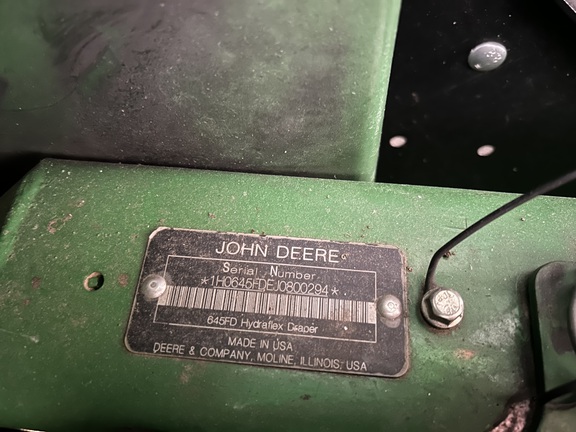 JOHN DEERE
Serial Number
*1H0645FDEJ0800294*
645FD Hydraflex Draper
MADE IN USA
DEERE & COMPANY, MOLINE, ILLINOIS, USA